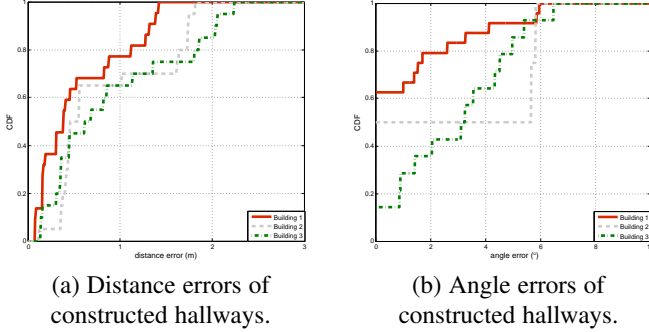 1
0.8
0.6
0.4
0.2
0
CDF
0 1 2 3
distance error (m)
Building 1
Building 2
Building 3
(a) Distance errors of
constructed hallways.
1
0.8
0.6
0.4
0.2
0
CDF
0 2 4 6 8 10
angle error (°)
Building 1
Building 2
Building 3
(b) Angle errors of
constructed hallways.